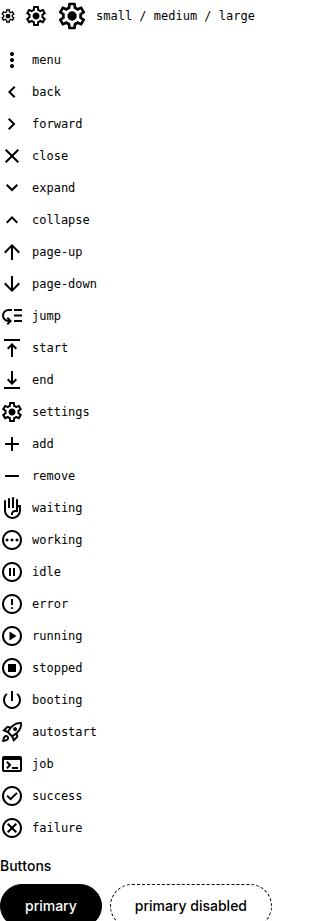 small / medium / large
menu
back
forward
close
expand
collapse
page-up
page-down
jump
start
end
settings
add
remove
waiting
working
idle
error
running
stopped
booting
autostart
job
success
failure
Buttons
primary primary disabled